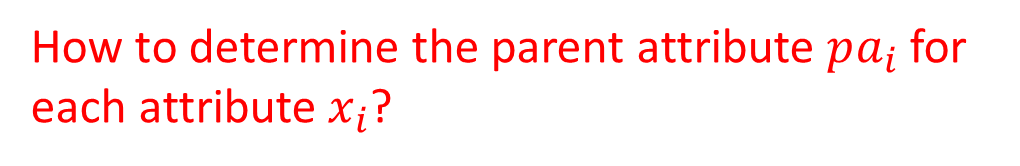 How to determine the parent attribute $pa_i$ for
each attribute $x_i$?